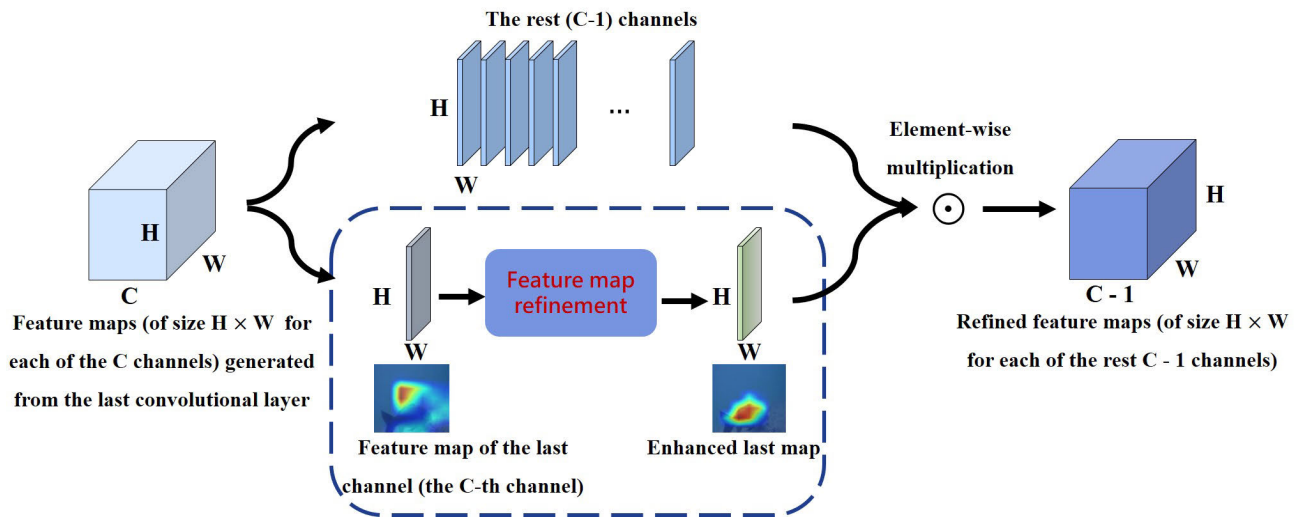 The rest (C-1) channels
H
...
W
H
W
C
Feature maps (of size H × W for
each of the C channels) generated
from the last convolutional layer
H
W
Feature map
refinement
H
W
Feature map of the last
channel (the C-th channel)
Enhanced last map
Element-wise
multiplication
H
W
C - 1
Refined feature maps (of size H × W
for each of the rest C - 1 channels)